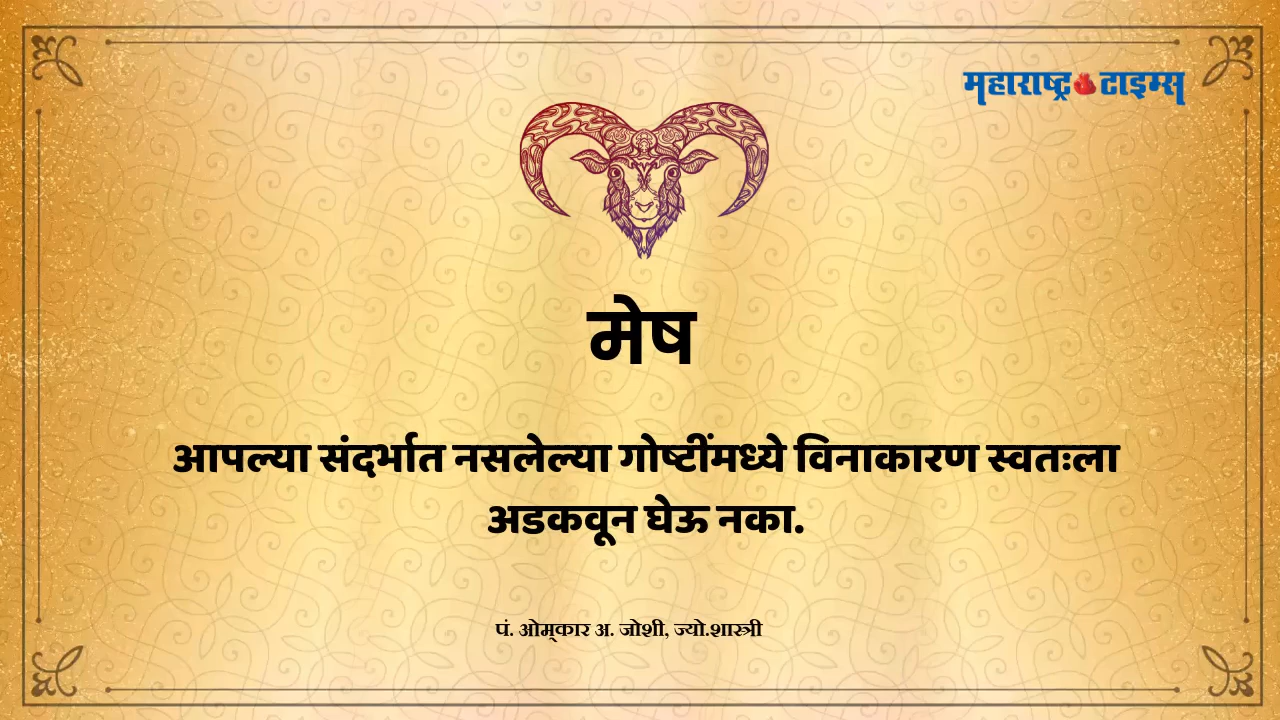 महाराष्ट्र टाइम्स
मेष
आपल्या संदर्भात नसलेल्या गोष्टींमध्ये विनाकारण स्वतःला
अडकवून घेऊ नका.
पं. ओम्‌कार अ. जोशी, ज्यो.शास्त्री